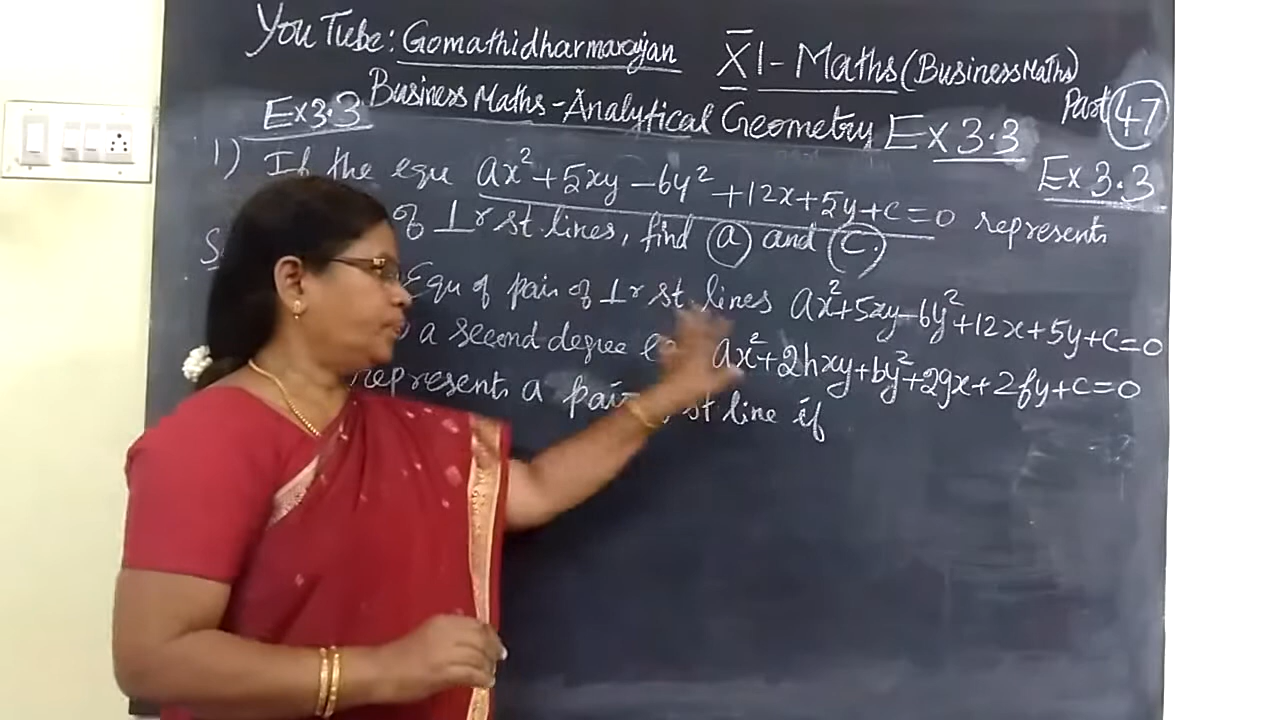 YouTube: Gomathidharmarajan XI - Maths (Business Maths)
Business Maths - Analytical Geometry Ex 3.3 Part 47
Ex 3.3
Ex 3.3
1) If the equ ax²+5xy-6y²+12x+5y+c=0 represents
of ⊥r st. lines, find a and c.
Equ of pair of ⊥r st. lines ax²+5xy-6y²+12x+5y+c=0
a second degree ax²+2hxy+by²+2gx+2fy+c=0
represents a pair st line if